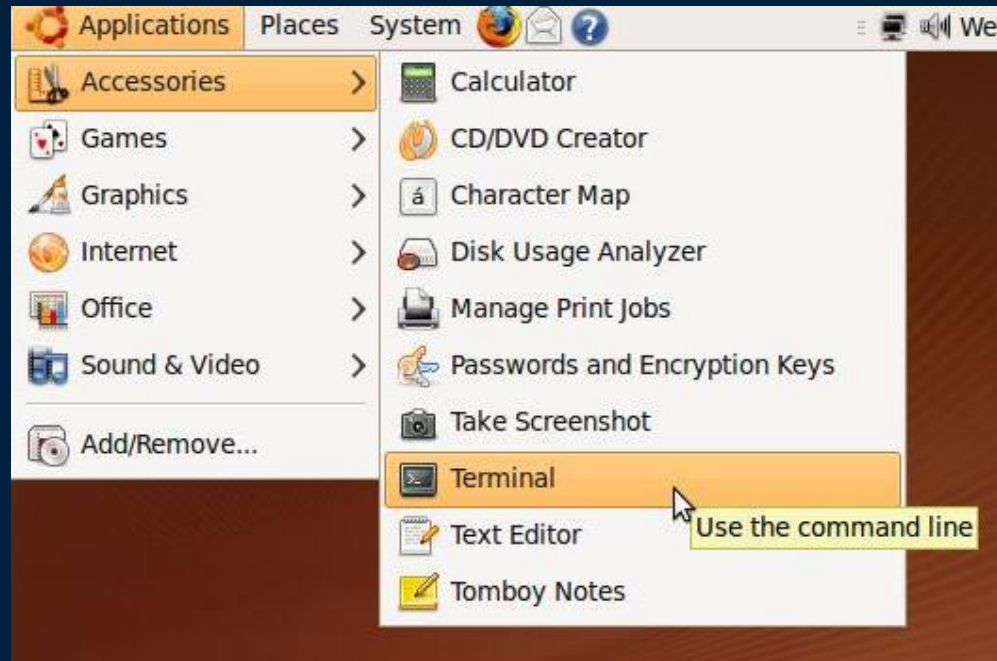 Applications Places System We
Accessories
Games
Graphics
Internet
Office
Sound & Video
Add/Remove...
Calculator
CD/DVD Creator
á Character Map
Disk Usage Analyzer
Manage Print Jobs
Passwords and Encryption Keys
Take Screenshot
Terminal
Use the command line
Text Editor
Tomboy Notes